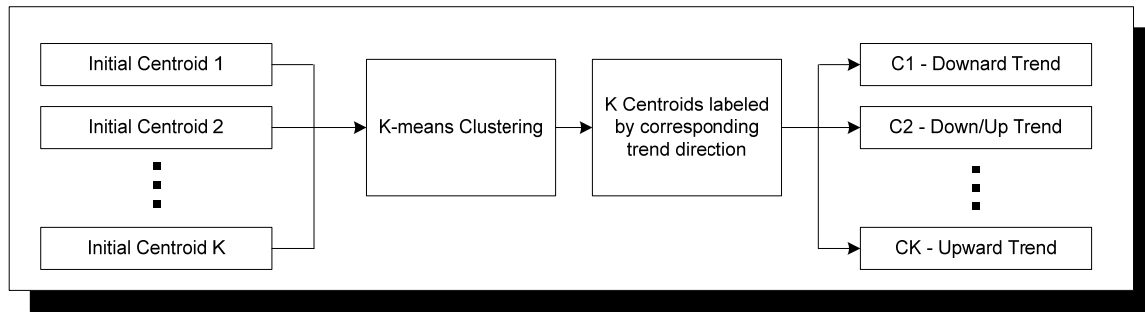 Initial Centroid 1
Initial Centroid 2
Initial Centroid K
K-means Clustering
K Centroids labeled
by corresponding
trend direction
C1 - Downard Trend
C2 - Down/Up Trend
CK - Upward Trend